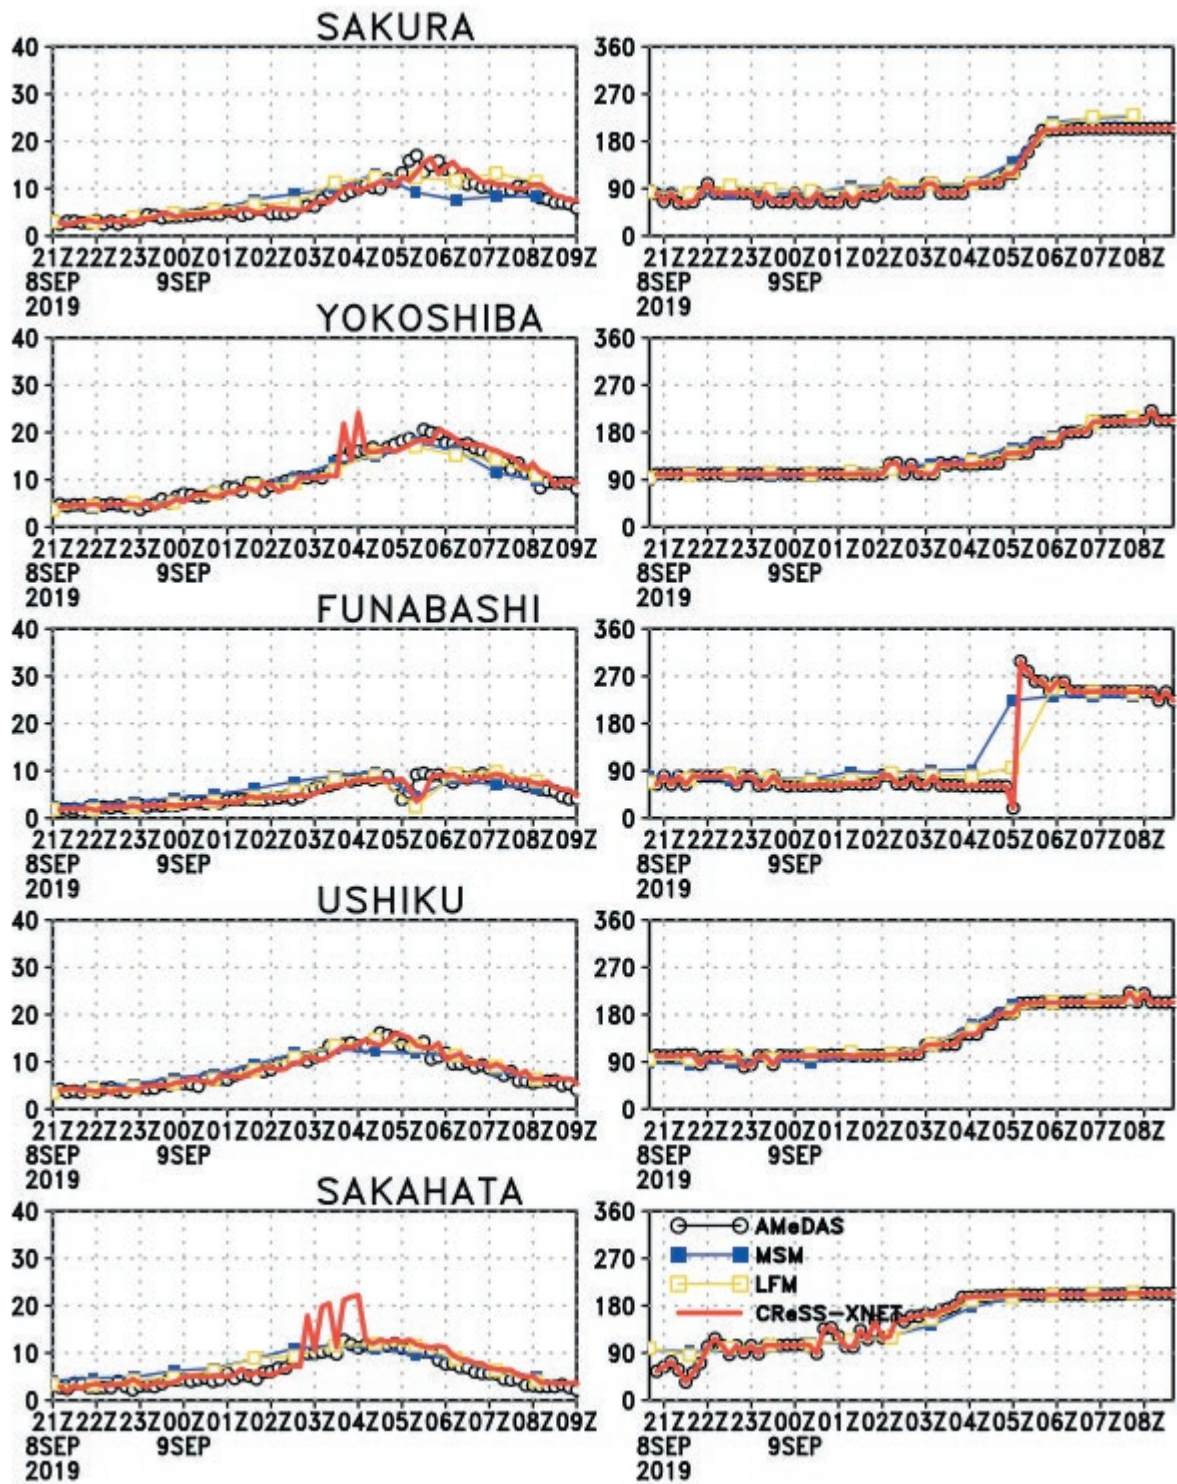 SAKURA
40
30
20
10
0
21Z22Z23Z00Z01Z02Z03Z04Z05Z06Z07Z08Z09Z
8SEP 9SEP
2019
360
270
180
90
0
21Z22Z23Z00Z01Z02Z03Z04Z05Z06Z07Z08Z
8SEP 9SEP
2019
YOKOSHIBA
40
30
20
10
0
21Z22Z23Z00Z01Z02Z03Z04Z05Z06Z07Z08Z09Z
8SEP 9SEP
2019
360
270
180
90
0
21Z22Z23Z00Z01Z02Z03Z04Z05Z06Z07Z08Z
8SEP 9SEP
2019
FUNABASHI
40
30
20
10
0
21Z22Z23Z00Z01Z02Z03Z04Z05Z06Z07Z08Z09Z
8SEP 9SEP
2019
360
270
180
90
0
21Z22Z23Z00Z01Z02Z03Z04Z05Z06Z07Z08Z
8SEP 9SEP
2019
USHIKU
40
30
20
10
0
21Z22Z23Z00Z01Z02Z03Z04Z05Z06Z07Z08Z09Z
8SEP 9SEP
2019
360
270
180
90
0
21Z22Z23Z00Z01Z02Z03Z04Z05Z06Z07Z08Z
8SEP 9SEP
2019
SAKAHATA
40
30
20
10
0
21Z22Z23Z00Z01Z02Z03Z04Z05Z06Z07Z08Z09Z
8SEP 9SEP
2019
360
270
180
90
0
AMeDAS
MSM
LFM
CReSS-XNET
21Z22Z23Z00Z01Z02Z03Z04Z05Z06Z07Z08Z
8SEP 9SEP
2019